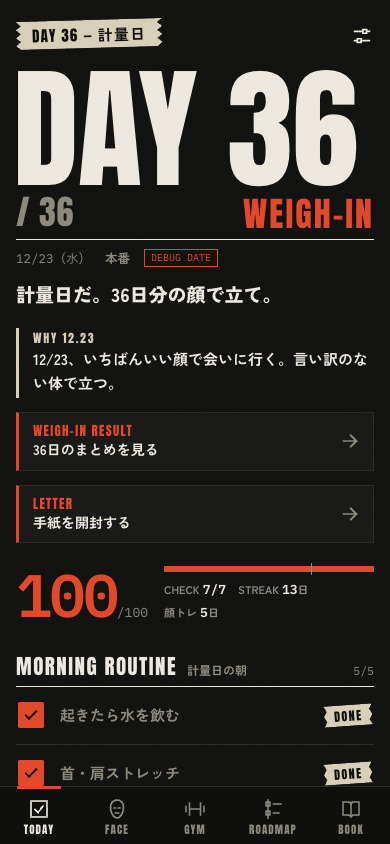 DAY 36 – 計量日
DAY 36
/ 36 WEIGH-IN
12/23（水） 本番 DEBUG DATE
計量日だ。36日分の顔で立て。
WHY 12.23
12/23、いちばんいい顔で会いに行く。言い訳のな
い体で立つ。
WEIGH-IN RESULT
36日のまとめを見る
LETTER
手紙を開封する
100/100
CHECK 7/7 STREAK 13日
顔トレ 5日
MORNING ROUTINE 計量日の朝 5/5
起きたら水を飲む DONE
首・肩ストレッチ DONE
TODAY FACE GYM ROADMAP BOOK